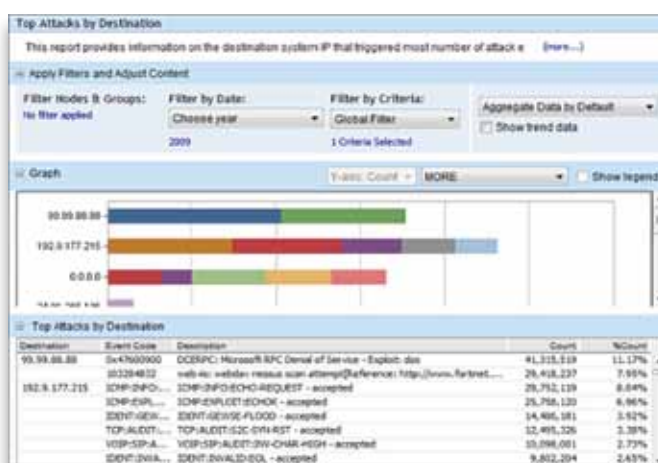 Top Attacks by Destination
This report provides information on the destination system IP that triggered most number of attack e (more...)
Apply Filters and Adjust Content
Filter Nodes & Groups: Filter by Date: Filter by Criteria:
No filter applied Choose year Global Filter Aggregate Data by Default
Show trend data
2009 1 Criteria Selected
Graph Y-axis: Count MORE Show legend
99.99.88.88
192.9.177.215
0.0.0.0
Top Attacks by Destination
Destination Event Code Description Count %Count
99.99.88.88 0x47600900 DCERPC: Microsoft RPC Denial of Service - Exploit: dos 41,315,519 11.17%
103284832 web-iis: webdav nessus scan attempt[Reference: http://www.fortinet.... 29,418,237 7.95%
192.9.177.215 ICMP:INFO:... ICMP:INFO:ECHO-REQUEST - accepted 29,752,119 8.04%
ICMP:EXPL... ICMP:EXPLOIT:ECHOK - accepted 25,758,120 6.96%
IDENT:GEW... IDENT:GEWSE-FLOOD - accepted 14,486,181 3.92%
TCP:AUDIT:... TCP:AUDIT:S2C-SYN-RST - accepted 12,495,326 3.38%
VOIP:SIP:A... VOIP:SIP:AUDIT:INV-CHAR-HIGH - accepted 10,098,001 2.73%
IDENT:INVA... IDENT:INVALID:EOL - accepted 9,802,204 2.65%